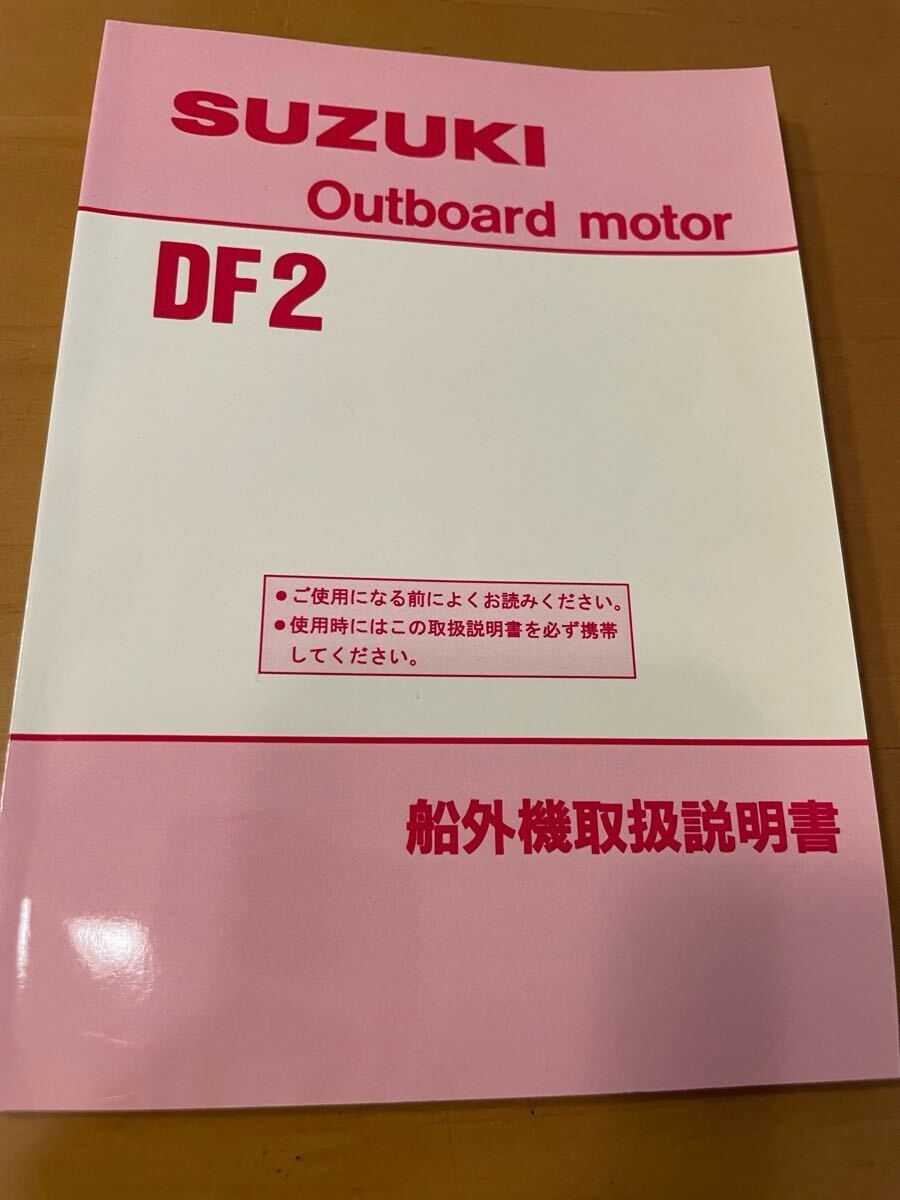 SUZUKI
Outboard motor
DF2
●ご使用になる前によくお読みください。
●使用時にはこの取扱説明書を必ず携帯
してください。
船外機取扱説明書